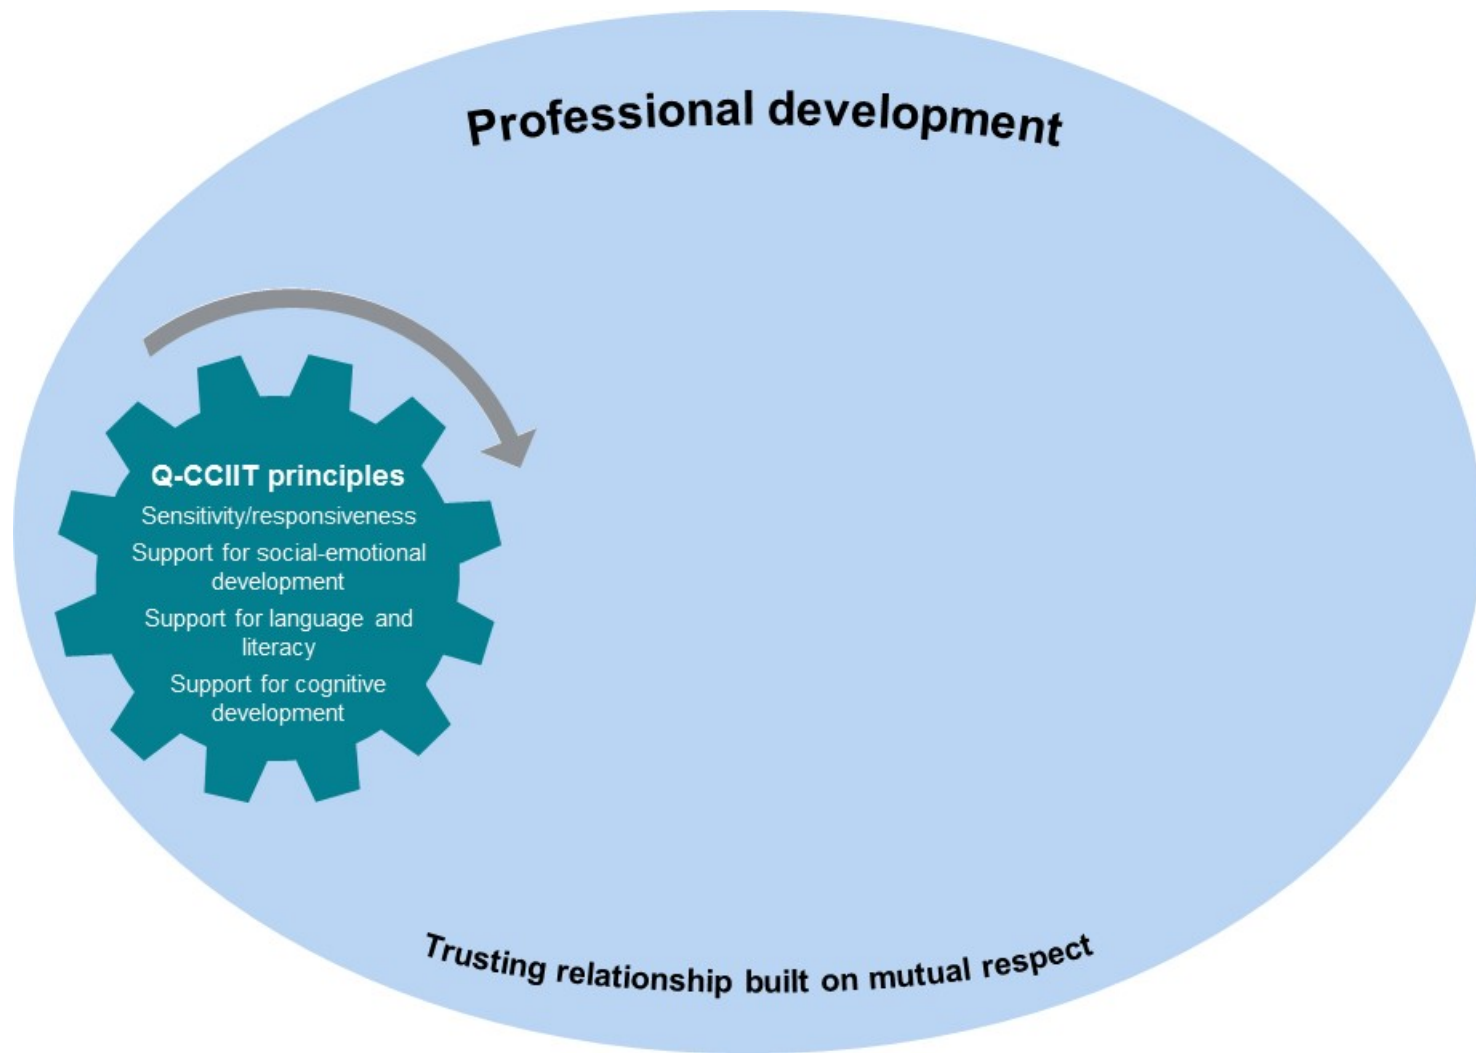 Professional development
Q-CCIIT principles
Sensitivity/responsiveness
Support for social-emotional
development
Support for language and
literacy
Support for cognitive
development
Trusting relationship built on mutual respect